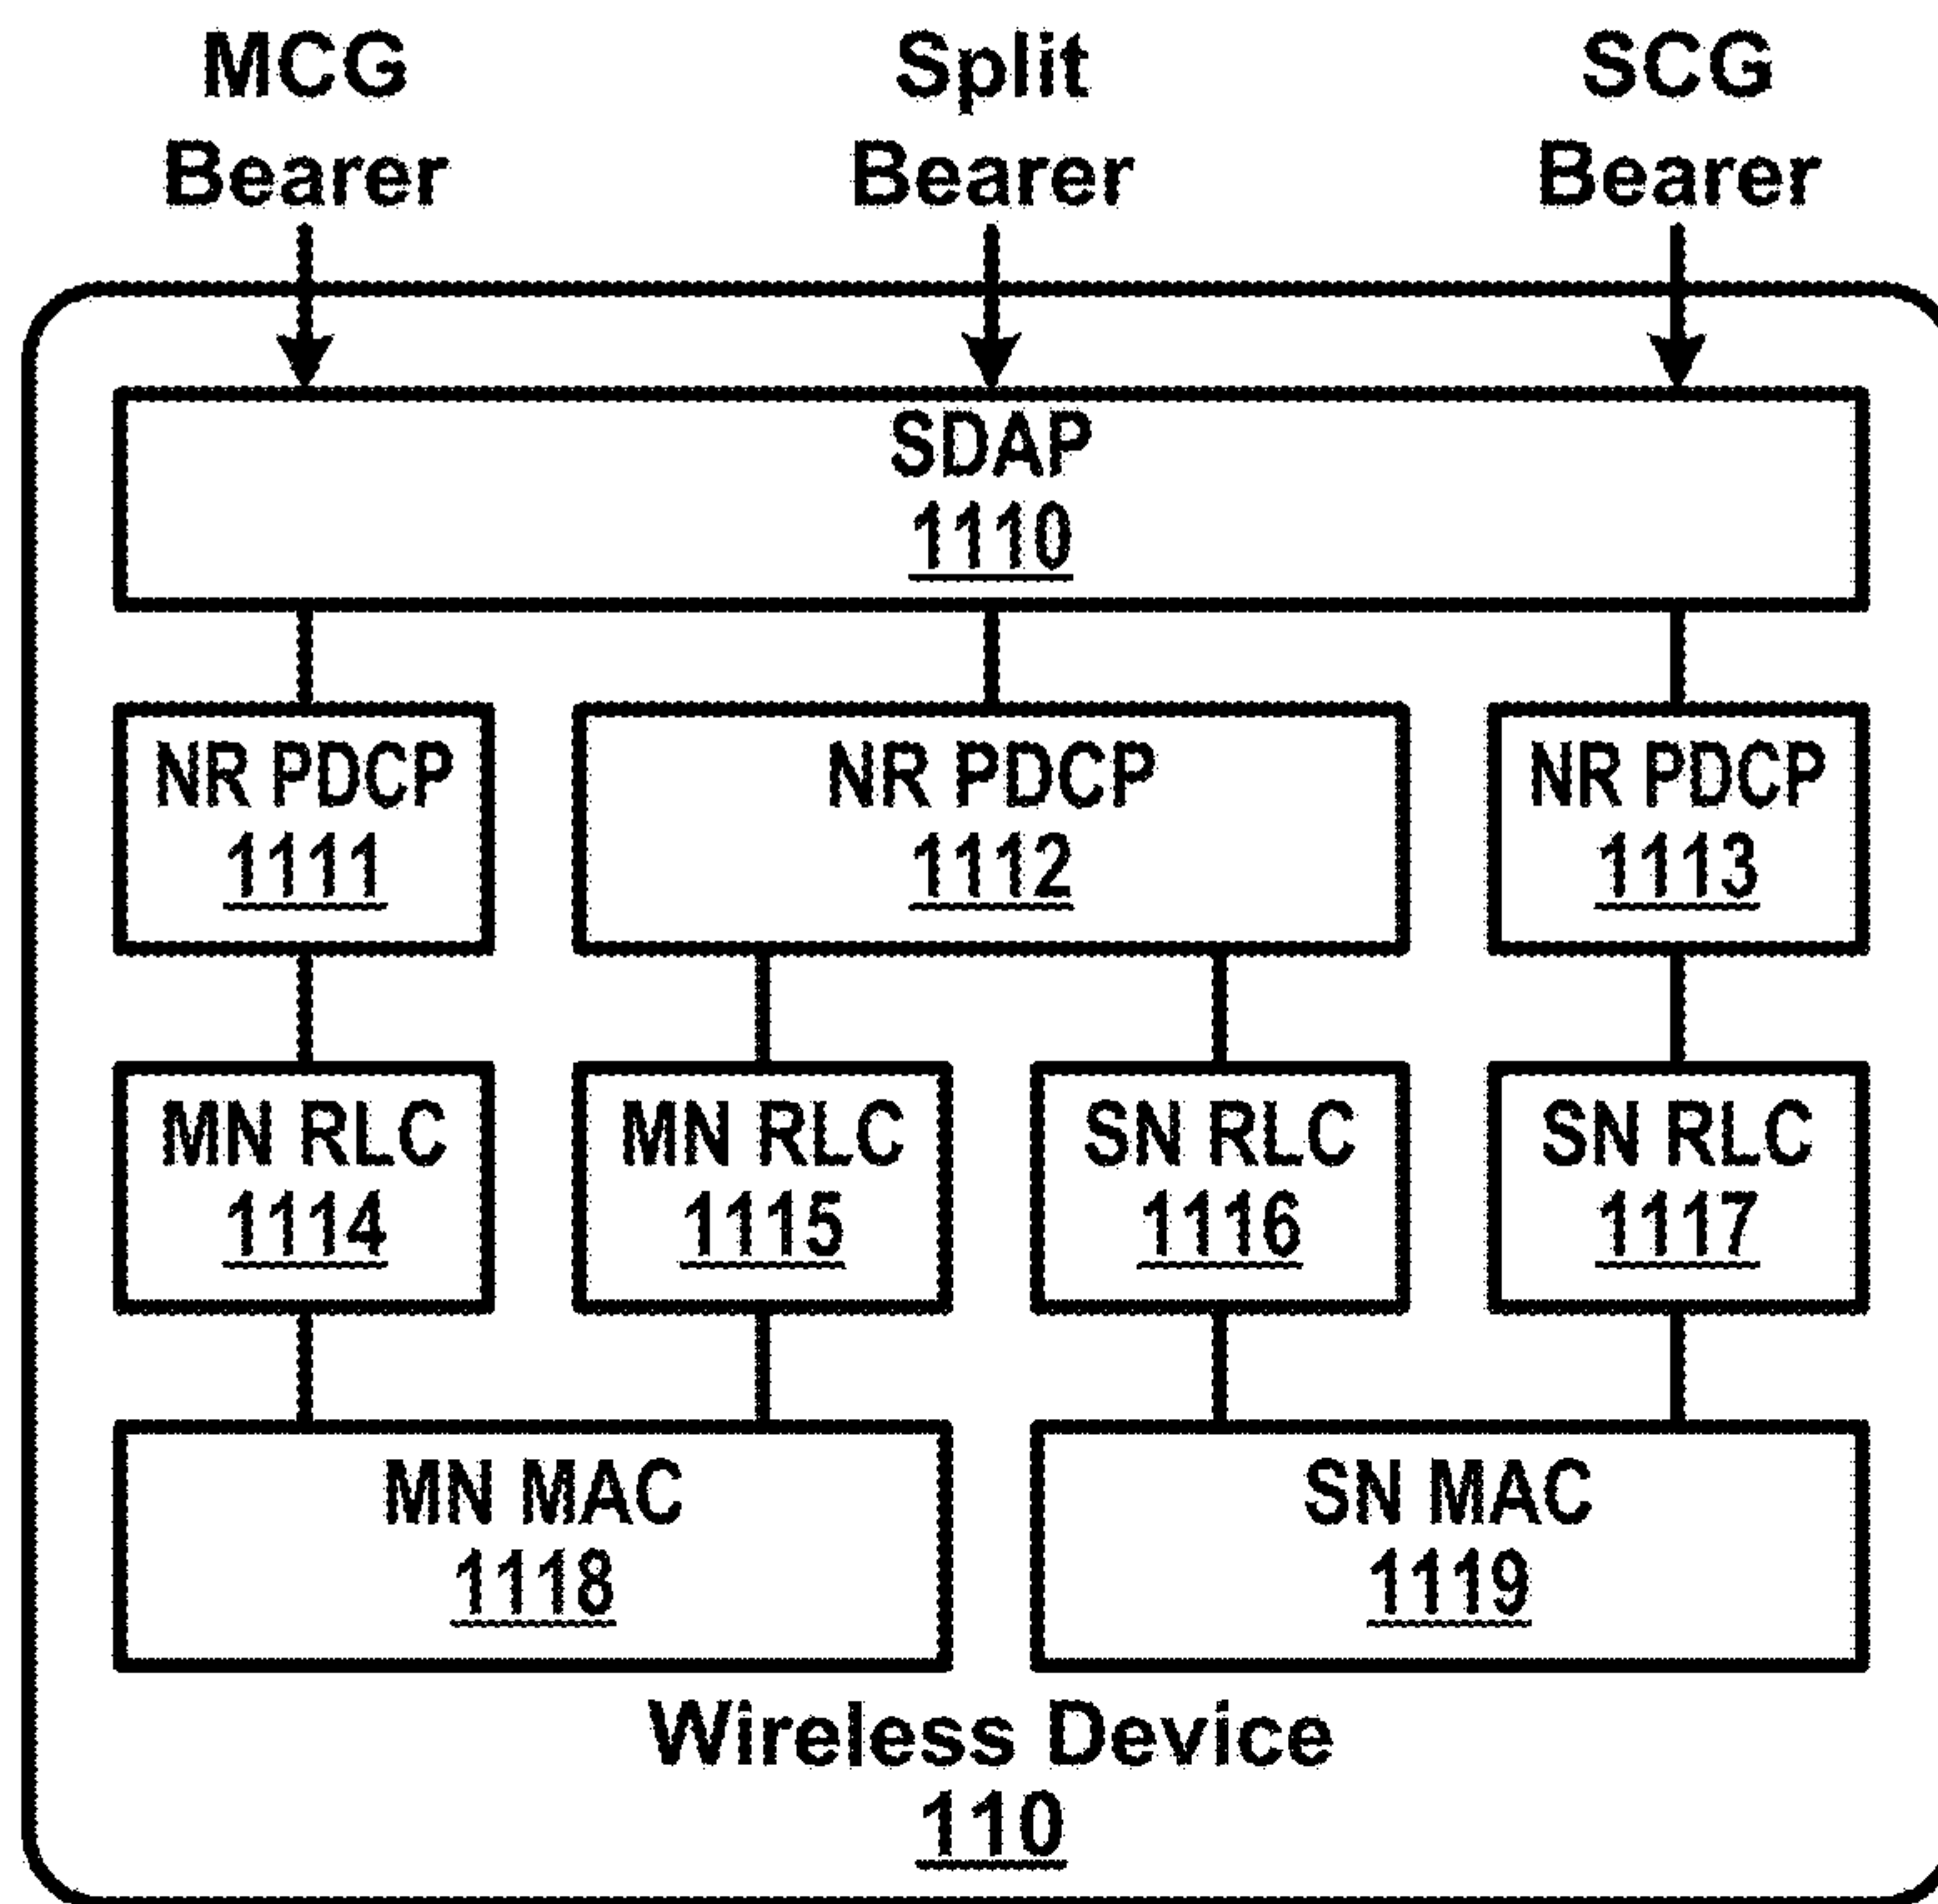 MCG
Bearer
Split
Bearer
SCG
Bearer
SDAP
1110
NR PDCP
1111
NR PDCP
1112
NR PDCP
1113
MN RLC
1114
MN RLC
1115
SN RLC
1116
SN RLC
1117
MN MAC
1118
SN MAC
1119
Wireless Device
110